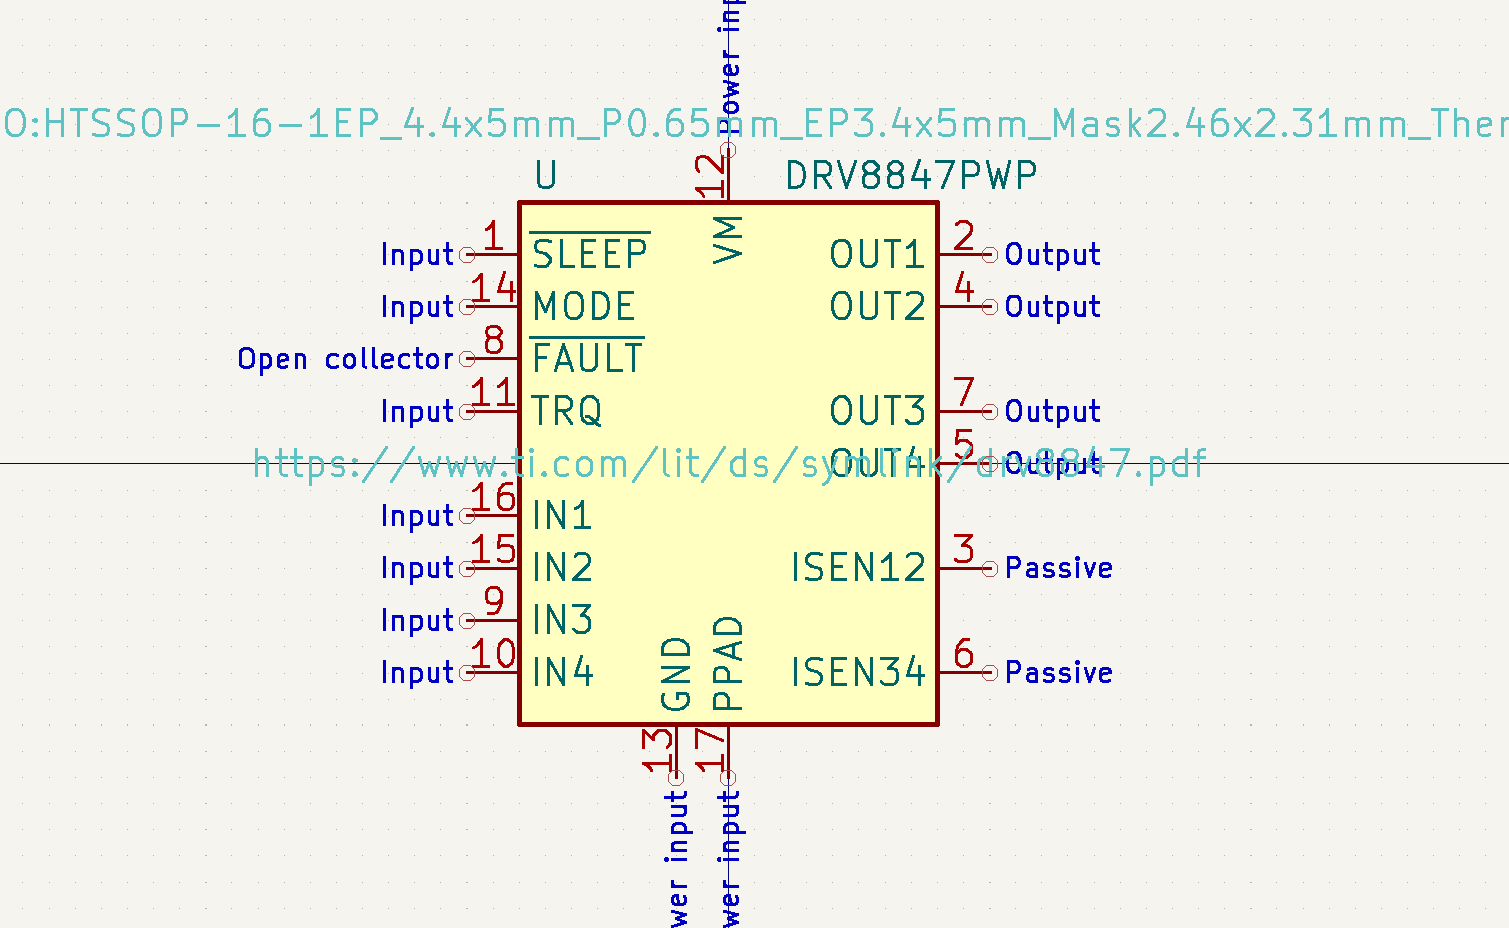 Power inp
O:HTSSOP-16-1EP_4.4x5mm_P0.65mm_EP3.4x5mm_Mask2.46x2.31mm_Ther
U
12
DRV8847PWP
VM
Input 1 SLEEP
OUT1 2 Output
Input 14 MODE
OUT2 4 Output
Open collector 8 FAULT
Input 11 TRQ
OUT3 7 Output
https://www.ti.com/lit/ds/symlink/drv8847.pdf
OUT4 5 Output
Input 16 IN1
Input 15 IN2
ISEN12 3 Passive
Input 9 IN3
Input 10 IN4
ISEN34 6 Passive
GND
PPAD
13
17
wer input
wer input